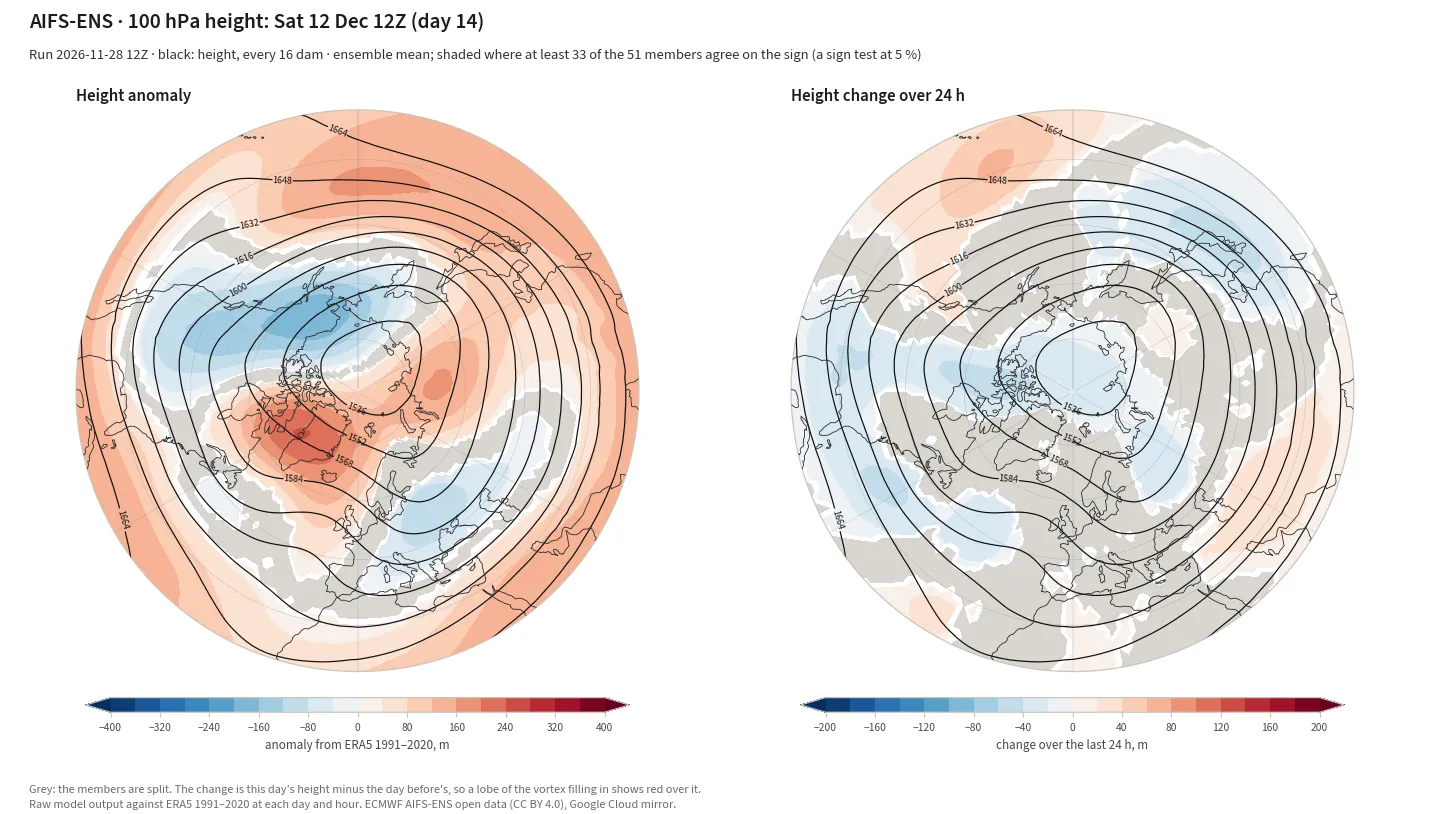 AIFS-ENS · 100 hPa height: Sat 12 Dec 12Z (day 14)
Run 2026-11-28 12Z · black: height, every 16 dam · ensemble mean; shaded where at least 33 of the 51 members agree on the sign (a sign test at 5 %)
Height anomaly
Height change over 24 h
1664
1648
1632
1616
1600
1536
1552
1568
1584
1664
1664
1648
1632
1616
1600
1536
1552
1568
1584
1664
−400 −320 −240 −160 −80 0 80 160 240 320 400
anomaly from ERA5 1991–2020, m
−200 −160 −120 −80 −40 0 40 80 120 160 200
change over the last 24 h, m
Grey: the members are split. The change is this day's height minus the day before's, so a lobe of the vortex filling in shows red over it.
Raw model output against ERA5 1991–2020 at each day and hour. ECMWF AIFS-ENS open data (CC BY 4.0), Google Cloud mirror.